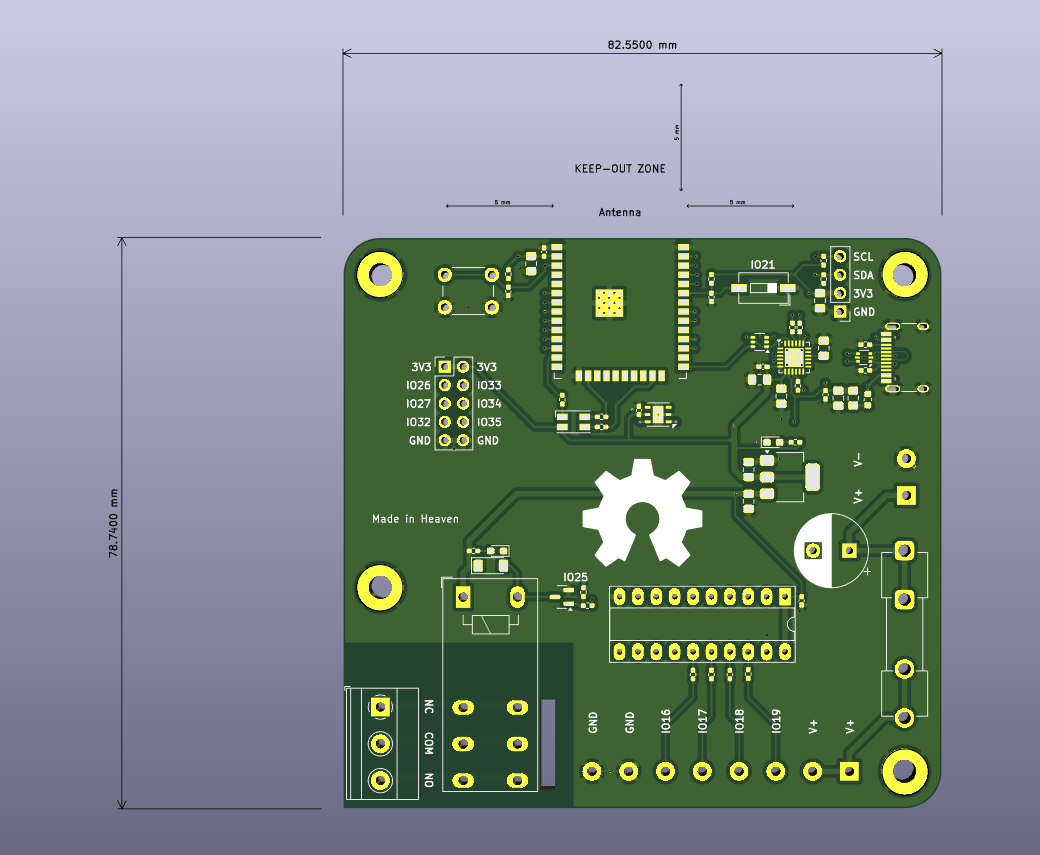 82.5500 mm
5 mm
KEEP-OUT ZONE
5 mm
5 mm
Antenna
IO21
SCL
SDA
3V3
GND
3V3
3V3
IO26
IO33
IO27
IO34
IO32
IO35
GND
GND
V-
V+
78.7400 mm
Made in Heaven
+
IO25
NC
COM
NO
GND
GND
IO16
IO17
IO18
IO19
V+
V+